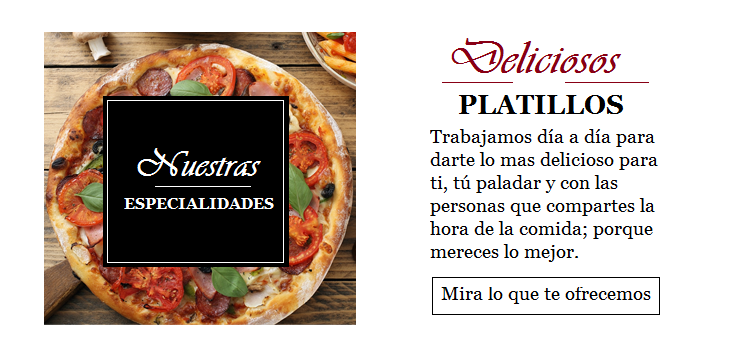 Nuestras
ESPECIALIDADES
Deliciosos
PLATILLOS
Trabajamos día a día para
darte lo mas delicioso para
ti, tú paladar y con las
personas que compartes la
hora de la comida; porque
mereces lo mejor.
Mira lo que te ofrecemos